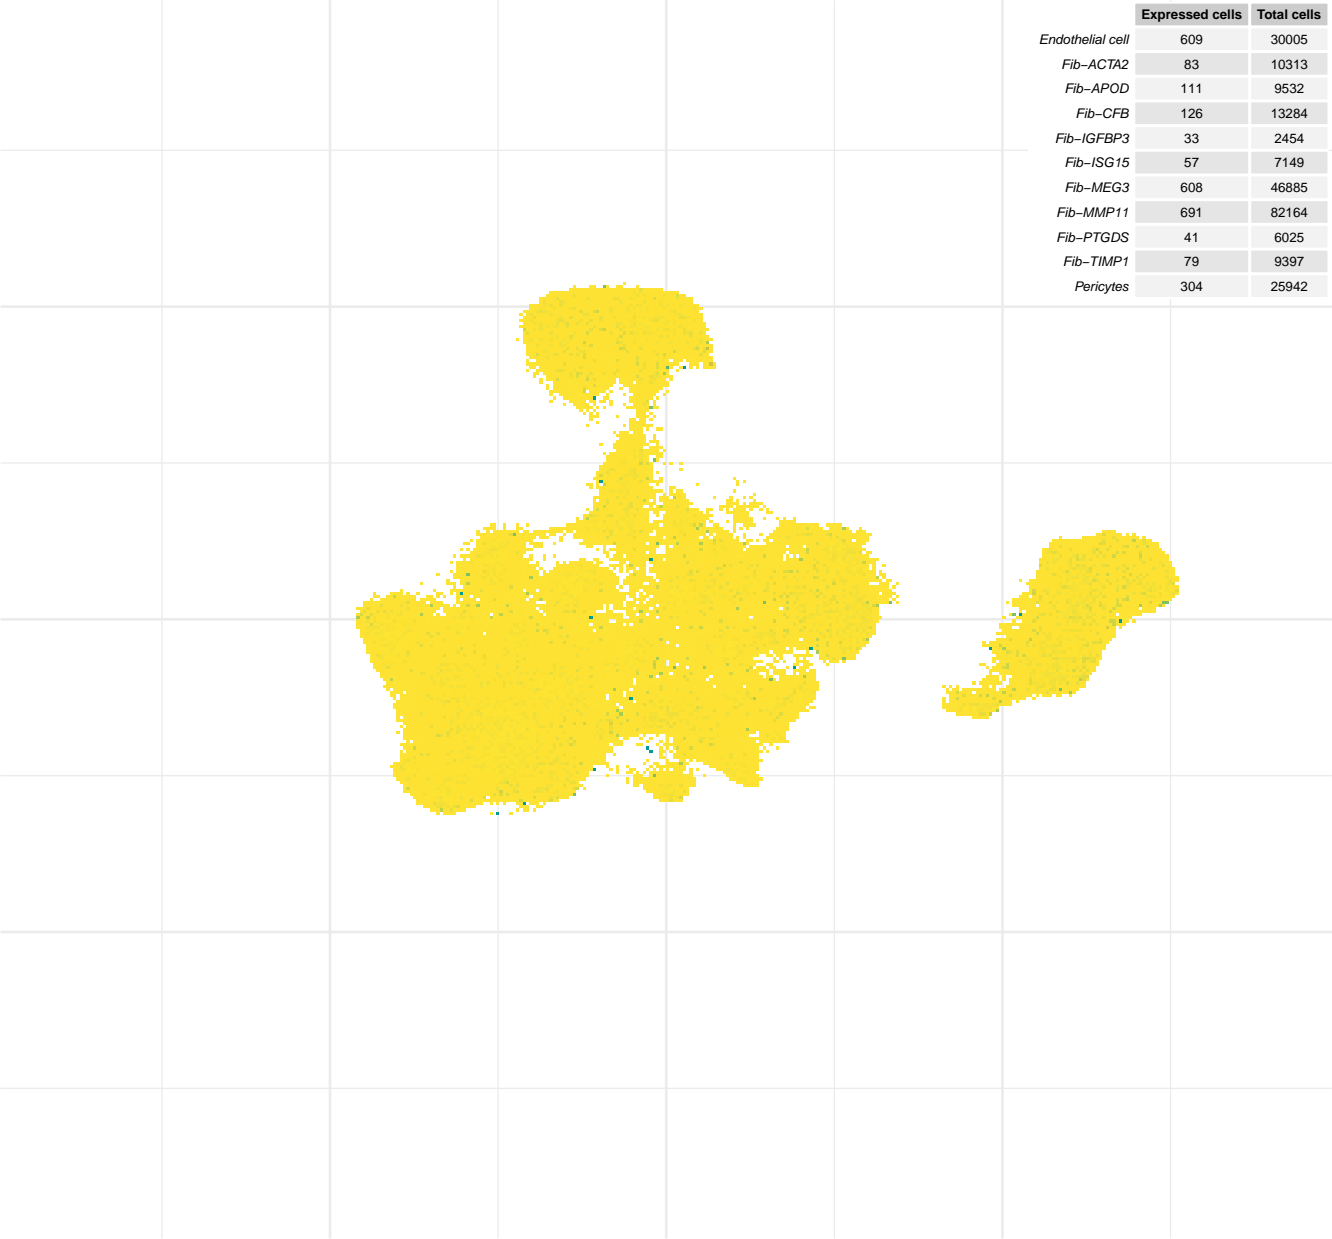 Expressed cells Total cells
Endothelial cell 609 30005
Fib−ACTA2 83 10313
Fib−APOD 111 9532
Fib−CFB 126 13284
Fib−IGFBP3 33 2454
Fib−ISG15 57 7149
Fib−MEG3 608 46885
Fib−MMP11 691 82164
Fib−PTGDS 41 6025
Fib−TIMP1 79 9397
Pericytes 304 25942